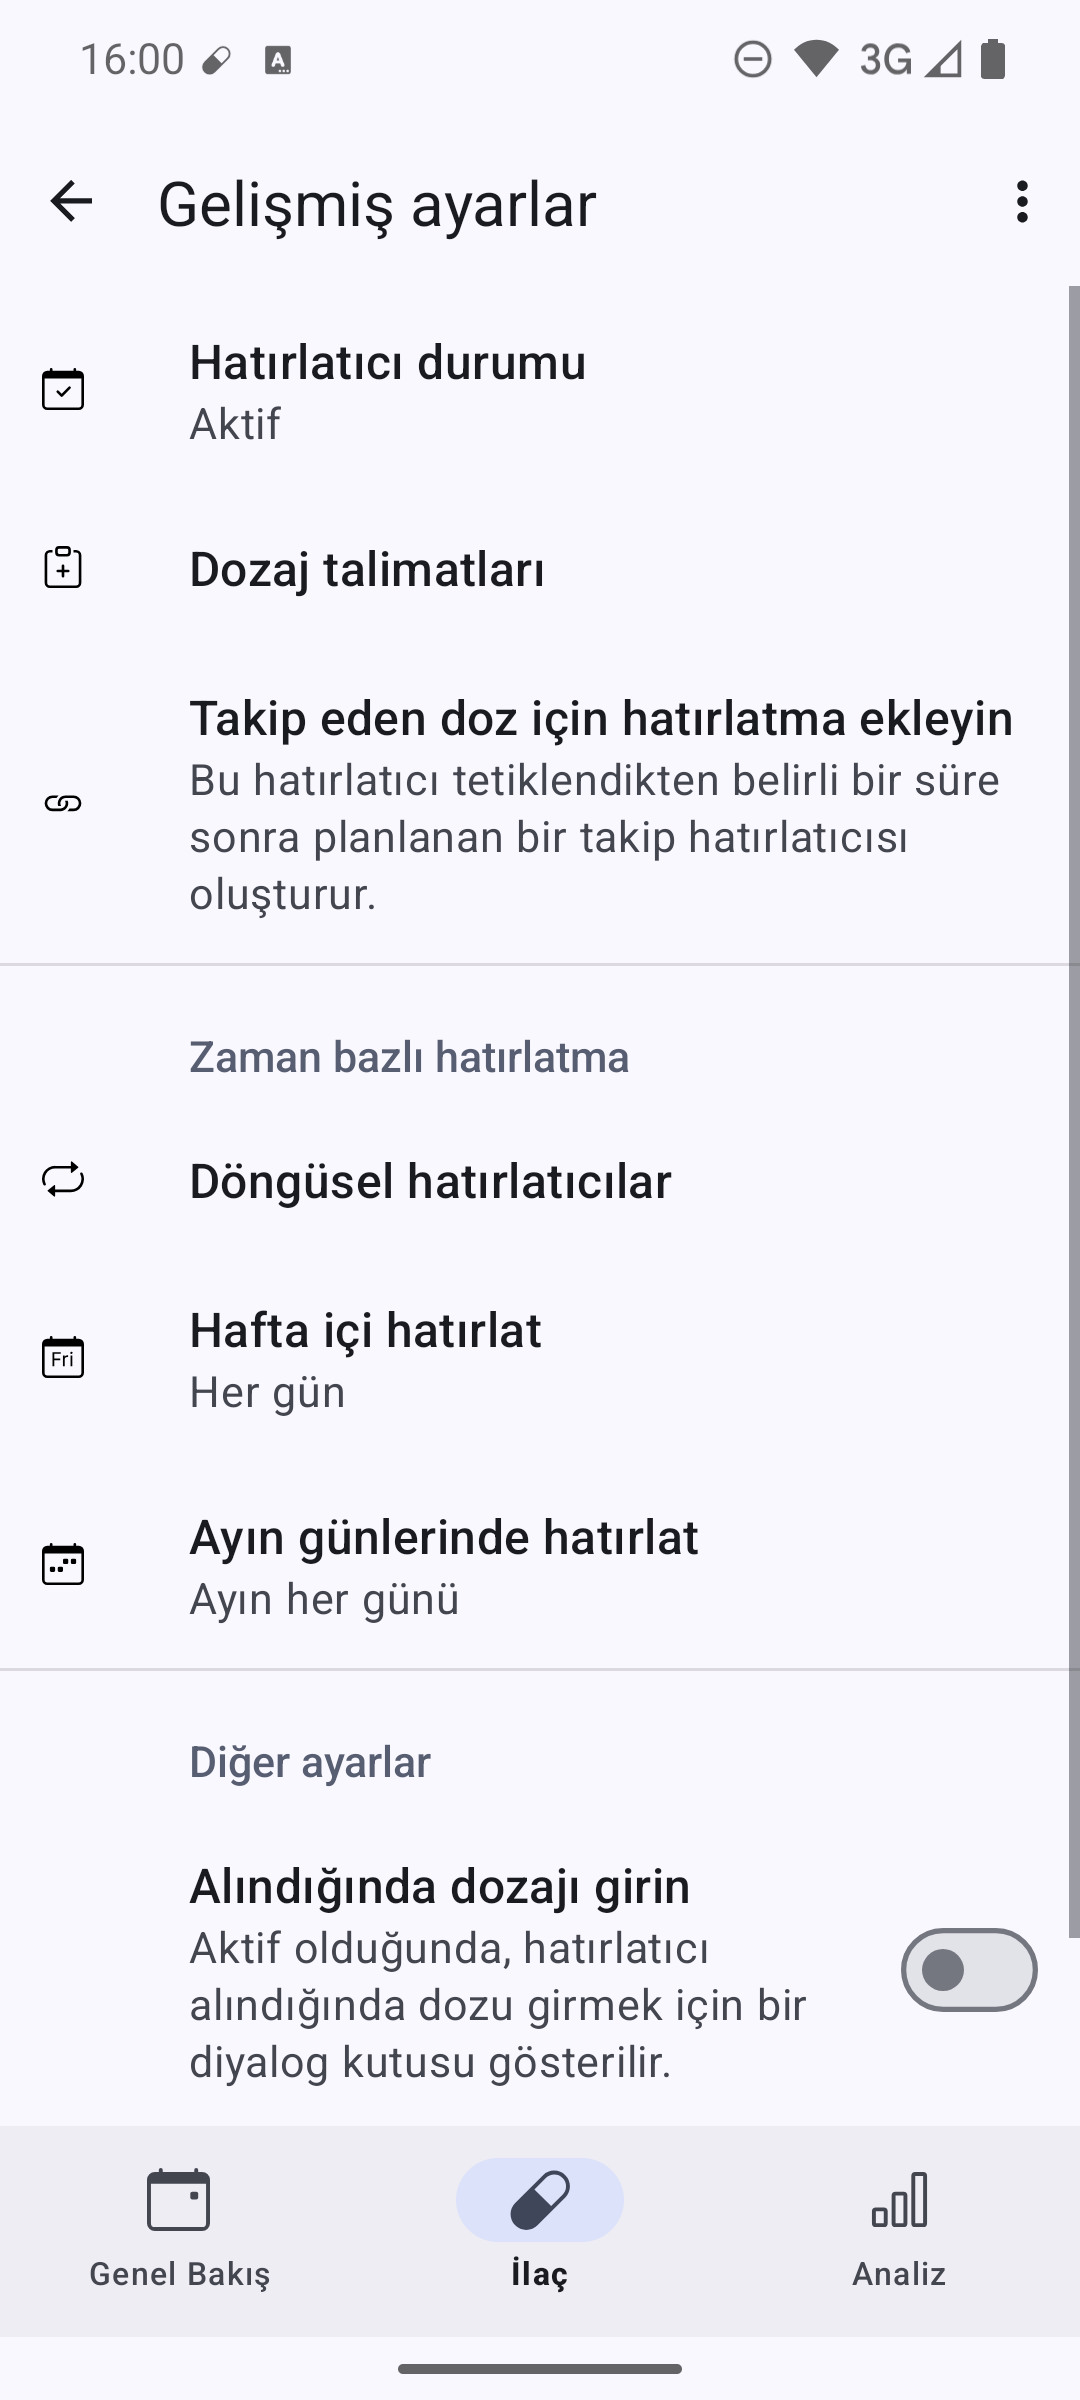 16:00
3G
Gelişmiş ayarlar
Hatırlatıcı durumu
Aktif
Dozaj talimatları
Takip eden doz için hatırlatma ekleyin
Bu hatırlatıcı tetiklendikten belirli bir süre
sonra planlanan bir takip hatırlatıcısı
oluşturur.
Zaman bazlı hatırlatma
Döngüsel hatırlatıcılar
Fri
Hafta içi hatırlat
Her gün
Ayın günlerinde hatırlat
Ayın her günü
Diğer ayarlar
Alındığında dozajı girin
Aktif olduğunda, hatırlatıcı
alındığında dozu girmek için bir
diyalog kutusu gösterilir.
Genel Bakış
İlaç
Analiz